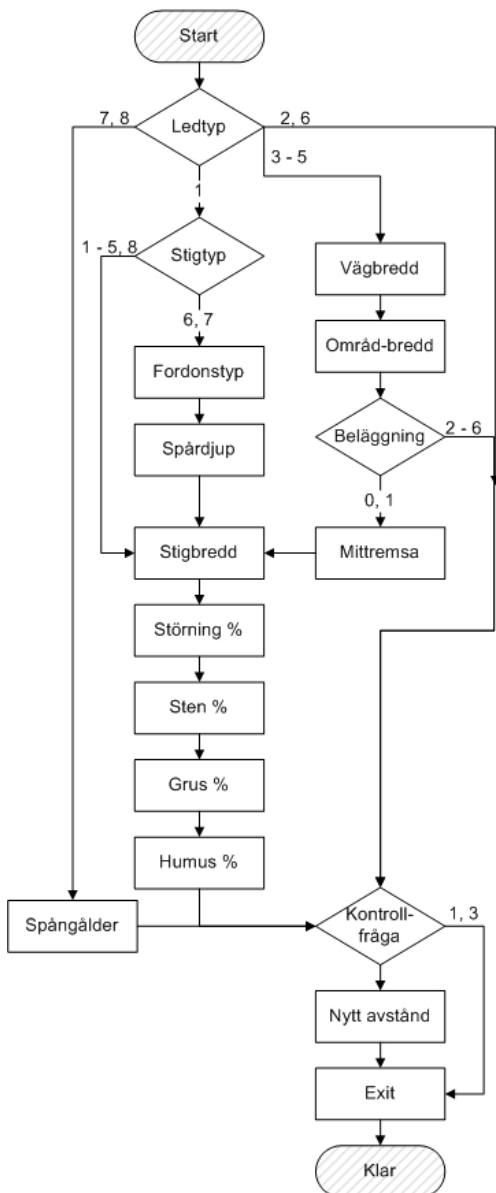 Start
7, 8
Ledtyp
2, 6
3 - 5
1
1 - 5, 8
Stigtyp
Vägbredd
6, 7
Områd-bredd
Fordonstyp
Beläggning
2 - 6
Spårdjup
0, 1
Stigbredd
Mittremsa
Störning %
Sten %
Grus %
Humus %
Spångålder
Kontroll-
fråga
1, 3
Nytt avstånd
Exit
Klar